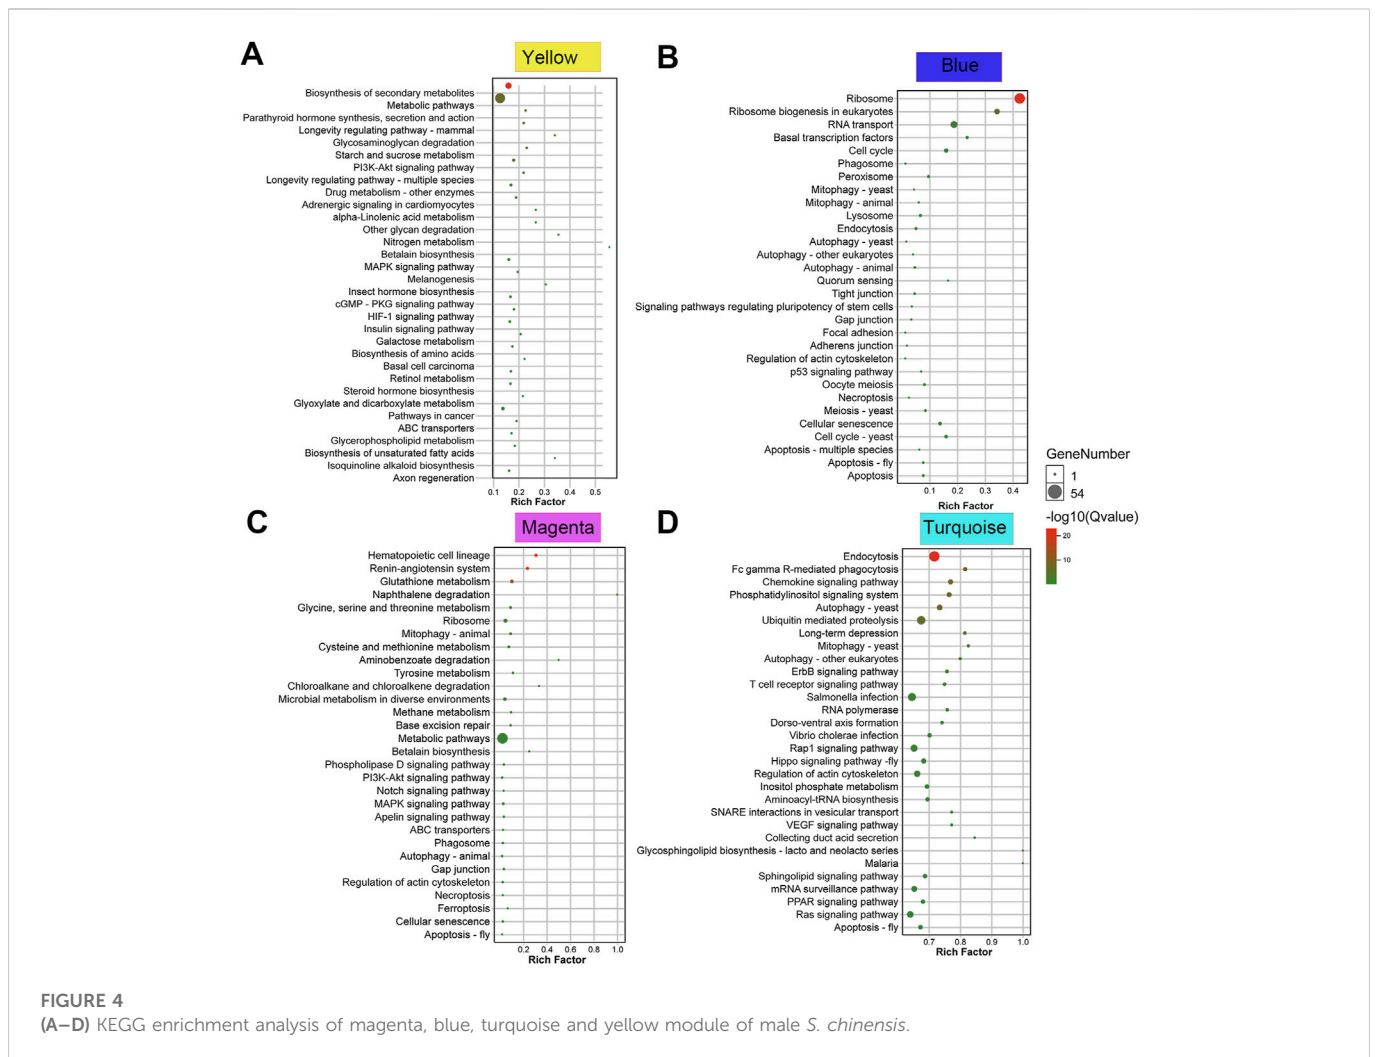 A
Yellow
Biosynthesis of secondary metabolites
Metabolic pathways
Parathyroid hormone synthesis, secretion and action
Longevity regulating pathway - mammal
Glycosaminoglycan degradation
Starch and sucrose metabolism
PI3K-Akt signaling pathway
Longevity regulating pathway - multiple species
Drug metabolism - other enzymes
Adrenergic signaling in cardiomyocytes
alpha-Linolenic acid metabolism
Other glycan degradation
Nitrogen metabolism
Betalain biosynthesis
MAPK signaling pathway
Melanogenesis
Insect hormone biosynthesis
cGMP - PKG signaling pathway
HIF-1 signaling pathway
Insulin signaling pathway
Galactose metabolism
Biosynthesis of amino acids
Basal cell carcinoma
Retinol metabolism
Steroid hormone biosynthesis
Glyoxylate and dicarboxylate metabolism
Pathways in cancer
ABC transporters
Glycerophospholipid metabolism
Biosynthesis of unsaturated fatty acids
Isoquinoline alkaloid biosynthesis
Axon regeneration
0.1 0.2 0.3 0.4 0.5
Rich Factor
B
Blue
Ribosome
Ribosome biogenesis in eukaryotes
RNA transport
Basal transcription factors
Cell cycle
Phagosome
Peroxisome
Mitophagy - yeast
Mitophagy - animal
Lysosome
Endocytosis
Autophagy - yeast
Autophagy - other eukaryotes
Autophagy - animal
Quorum sensing
Tight junction
Signaling pathways regulating pluripotency of stem cells
Gap junction
Focal adhesion
Adherens junction
Regulation of actin cytoskeleton
p53 signaling pathway
Oocyte meiosis
Necroptosis
Meiosis - yeast
Cellular senescence
Cell cycle - yeast
Apoptosis - multiple species
Apoptosis - fly
Apoptosis
0.1 0.2 0.3 0.4
Rich Factor
GeneNumber
1
54
-log10(Qvalue)
20
10
C
Magenta
Hematopoietic cell lineage
Renin-angiotensin system
Glutathione metabolism
Naphthalene degradation
Glycine, serine and threonine metabolism
Ribosome
Mitophagy - animal
Cysteine and methionine metabolism
Aminobenzoate degradation
Tyrosine metabolism
Chloroalkane and chloroalkene degradation
Microbial metabolism in diverse environments
Methane metabolism
Base excision repair
Metabolic pathways
Betalain biosynthesis
Phospholipase D signaling pathway
PI3K-Akt signaling pathway
Notch signaling pathway
MAPK signaling pathway
Apelin signaling pathway
ABC transporters
Phagosome
Autophagy - animal
Gap junction
Regulation of actin cytoskeleton
Necroptosis
Ferroptosis
Cellular senescence
Apoptosis - fly
0.2 0.4 0.6 0.8 1.0
Rich Factor
D
Turquoise
Endocytosis
Fc gamma R-mediated phagocytosis
Chemokine signaling pathway
Phosphatidylinositol signaling system
Autophagy - yeast
Ubiquitin mediated proteolysis
Long-term depression
Mitophagy - yeast
Autophagy - other eukaryotes
ErbB signaling pathway
T cell receptor signaling pathway
Salmonella infection
RNA polymerase
Dorso-ventral axis formation
Vibrio cholerae infection
Rap1 signaling pathway
Hippo signaling pathway -fly
Regulation of actin cytoskeleton
Inositol phosphate metabolism
Aminoacyl-tRNA biosynthesis
SNARE interactions in vesicular transport
VEGF signaling pathway
Collecting duct acid secretion
Glycosphingolipid biosynthesis - lacto and neolacto series
Malaria
Sphingolipid signaling pathway
mRNA surveillance pathway
PPAR signaling pathway
Ras signaling pathway
Apoptosis - fly
0.7 0.8 0.9 1.0
Rich Factor
FIGURE 4
(A–D) KEGG enrichment analysis of magenta, blue, turquoise and yellow module of male S. chinensis.